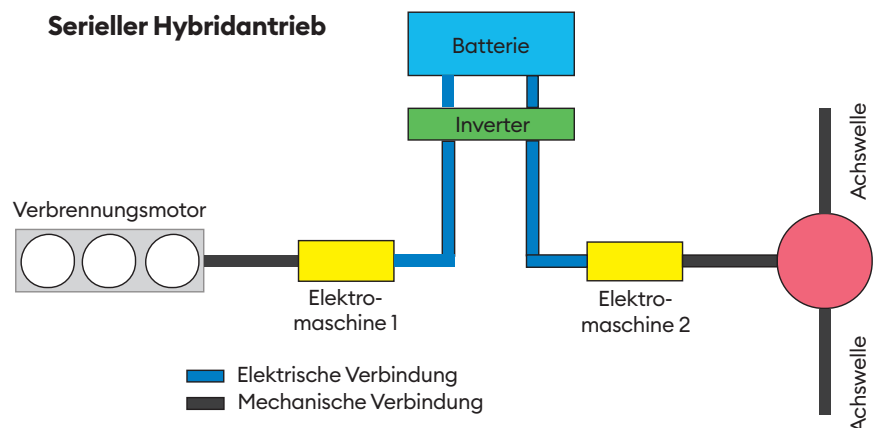 Serieller Hybridantrieb
Batterie
Inverter
Achswelle
Verbrennungsmotor
Elektro-
maschine 1
Elektro-
maschine 2
Achswelle
Elektrische Verbindung
Mechanische Verbindung